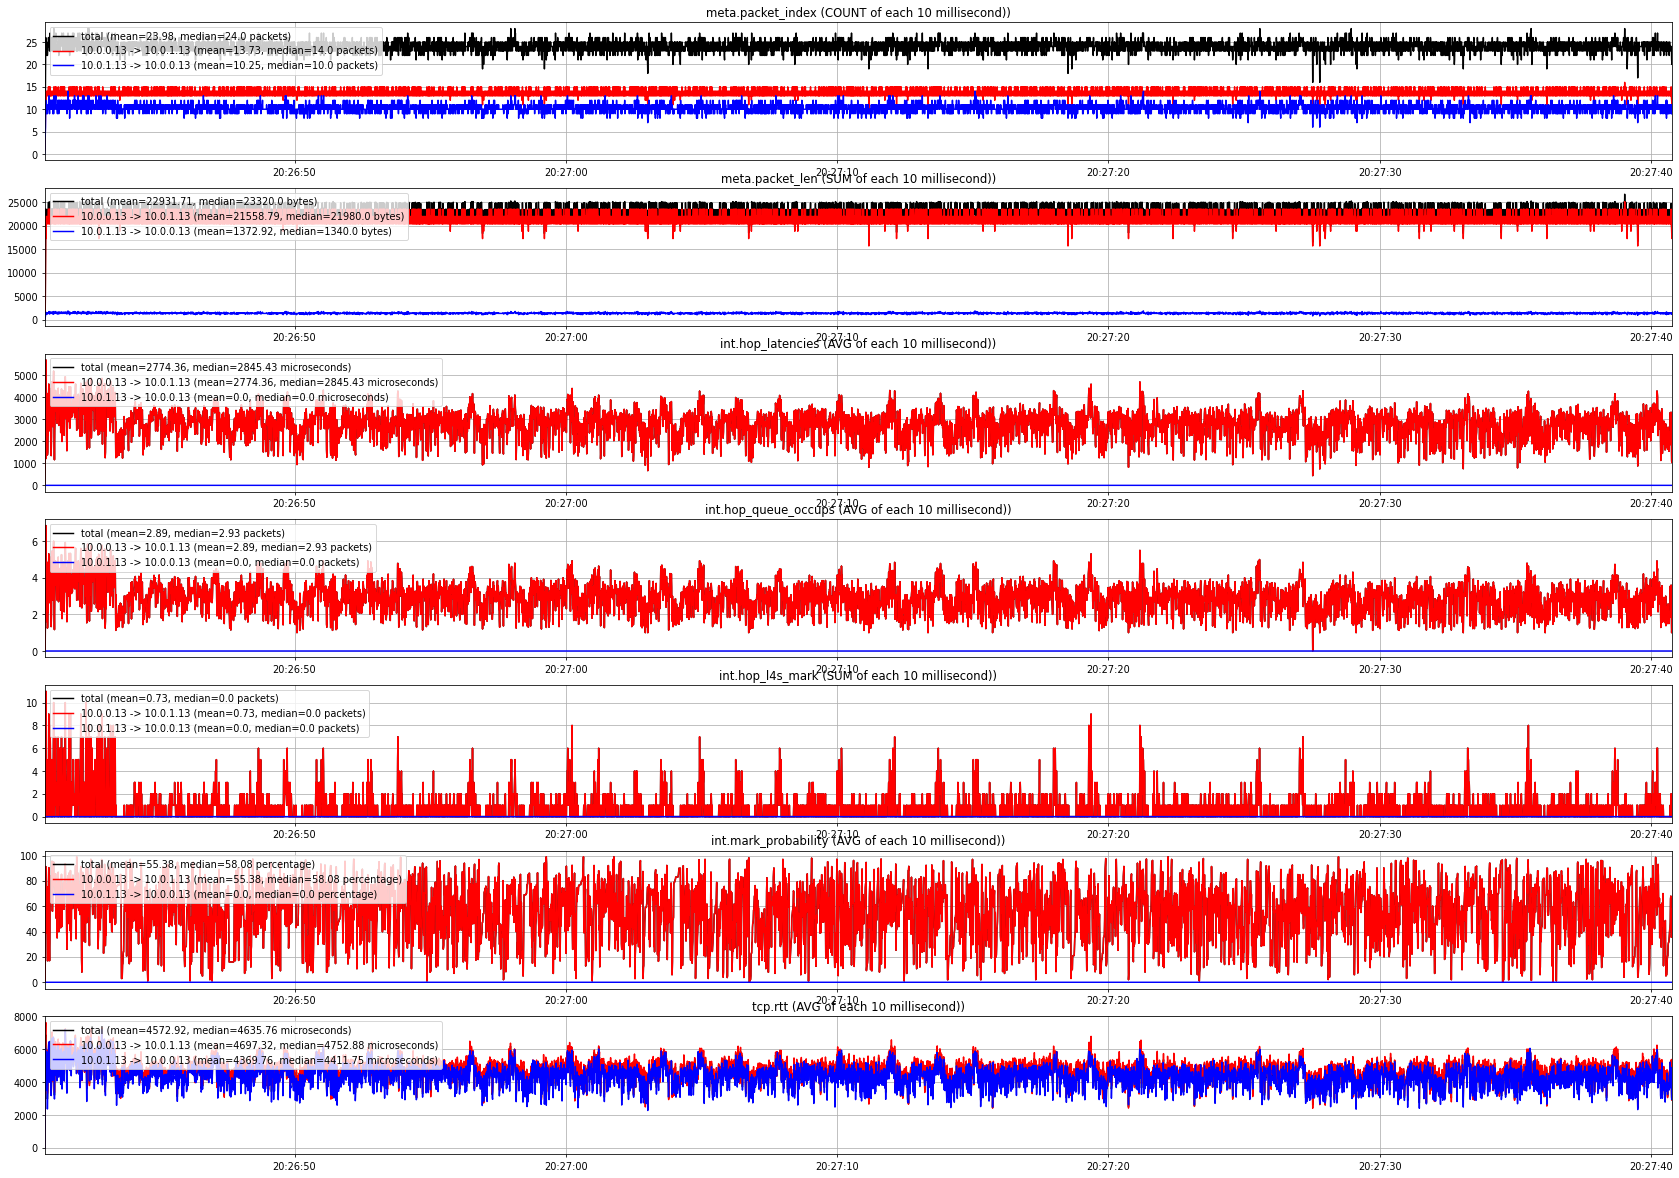 meta.packet_index (COUNT of each 10 millisecond))
total (mean=23.98, median=24.0 packets)
10.0.0.13 -> 10.0.1.13 (mean=13.73, median=14.0 packets)
10.0.1.13 -> 10.0.0.13 (mean=10.25, median=10.0 packets)
25
20
15
10
5
0
20:26:50 20:27:00 20:27:10 20:27:20 20:27:30 20:27:40
meta.packet_len (SUM of each 10 millisecond))
total (mean=22931.71, median=23320.0 bytes)
10.0.0.13 -> 10.0.1.13 (mean=21558.79, median=21980.0 bytes)
10.0.1.13 -> 10.0.0.13 (mean=1372.92, median=1340.0 bytes)
25000
20000
15000
10000
5000
0
20:26:50 20:27:00 20:27:10 20:27:20 20:27:30 20:27:40
int.hop_latencies (AVG of each 10 millisecond))
total (mean=2774.36, median=2845.43 microseconds)
10.0.0.13 -> 10.0.1.13 (mean=2774.36, median=2845.43 microseconds)
10.0.1.13 -> 10.0.0.13 (mean=0.0, median=0.0 microseconds)
5000
4000
3000
2000
1000
0
20:26:50 20:27:00 20:27:10 20:27:20 20:27:30 20:27:40
int.hop_queue_occups (AVG of each 10 millisecond))
total (mean=2.89, median=2.93 packets)
10.0.0.13 -> 10.0.1.13 (mean=2.89, median=2.93 packets)
10.0.1.13 -> 10.0.0.13 (mean=0.0, median=0.0 packets)
6
4
2
0
20:26:50 20:27:00 20:27:10 20:27:20 20:27:30 20:27:40
int.hop_l4s_mark (SUM of each 10 millisecond))
total (mean=0.73, median=0.0 packets)
10.0.0.13 -> 10.0.1.13 (mean=0.73, median=0.0 packets)
10.0.1.13 -> 10.0.0.13 (mean=0.0, median=0.0 packets)
10
8
6
4
2
0
20:26:50 20:27:00 20:27:10 20:27:20 20:27:30 20:27:40
int.mark_probability (AVG of each 10 millisecond))
total (mean=55.38, median=58.08 percentage)
10.0.0.13 -> 10.0.1.13 (mean=55.38, median=58.08 percentage)
10.0.1.13 -> 10.0.0.13 (mean=0.0, median=0.0 percentage)
100
80
60
40
20
0
20:26:50 20:27:00 20:27:10 20:27:20 20:27:30 20:27:40
tcp.rtt (AVG of each 10 millisecond))
total (mean=4572.92, median=4635.76 microseconds)
10.0.0.13 -> 10.0.1.13 (mean=4697.32, median=4752.88 microseconds)
10.0.1.13 -> 10.0.0.13 (mean=4369.76, median=4411.75 microseconds)
8000
6000
4000
2000
0
20:26:50 20:27:00 20:27:10 20:27:20 20:27:30 20:27:40